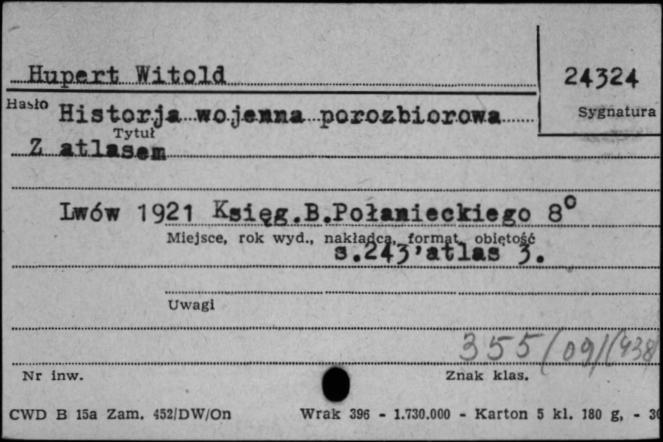 Hupert Witold
24324
Hasło
Sygnatura
Historja wojenna porozbiorowa
Tytuł
Z atlasem
Lwów 1921 Księg.B.Połanieckiego 8°
Miejsce, rok wyd., nakładca, format, objętość
s.243,atlas 3.
Uwagi
355(09)(438)
Nr inw.
Znak klas.
CWD B 15a Zam. 452/DW/On Wrak 396 - 1.730.000 - Karton 5 kl. 180 g, -